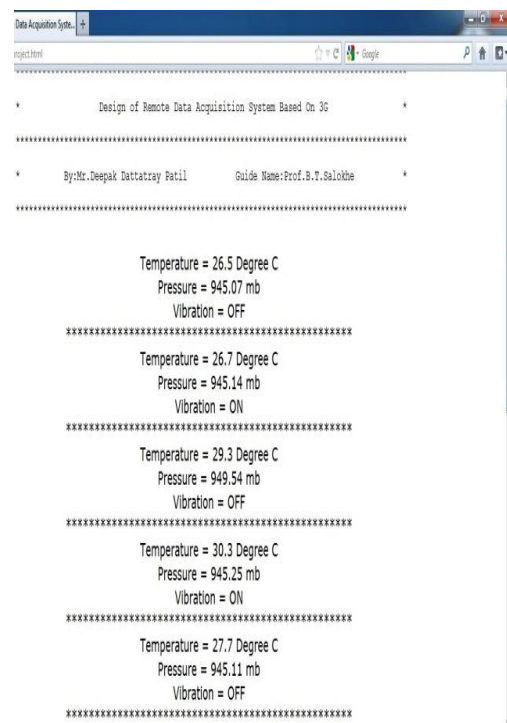 Data Acquisition Syste...
roject.html
Google
********************************************************************************
* Design of Remote Data Acquisition System Based On 3G *
********************************************************************************
* By:Mr.Deepak Dattatray Patil Guide Name:Prof.B.T.Salokhe *
********************************************************************************
Temperature = 26.5 Degree C
Pressure = 945.07 mb
Vibration = OFF
**************************************************
Temperature = 26.7 Degree C
Pressure = 945.14 mb
Vibration = ON
**************************************************
Temperature = 29.3 Degree C
Pressure = 949.54 mb
Vibration = OFF
**************************************************
Temperature = 30.3 Degree C
Pressure = 945.25 mb
Vibration = ON
**************************************************
Temperature = 27.7 Degree C
Pressure = 945.11 mb
Vibration = OFF
**************************************************